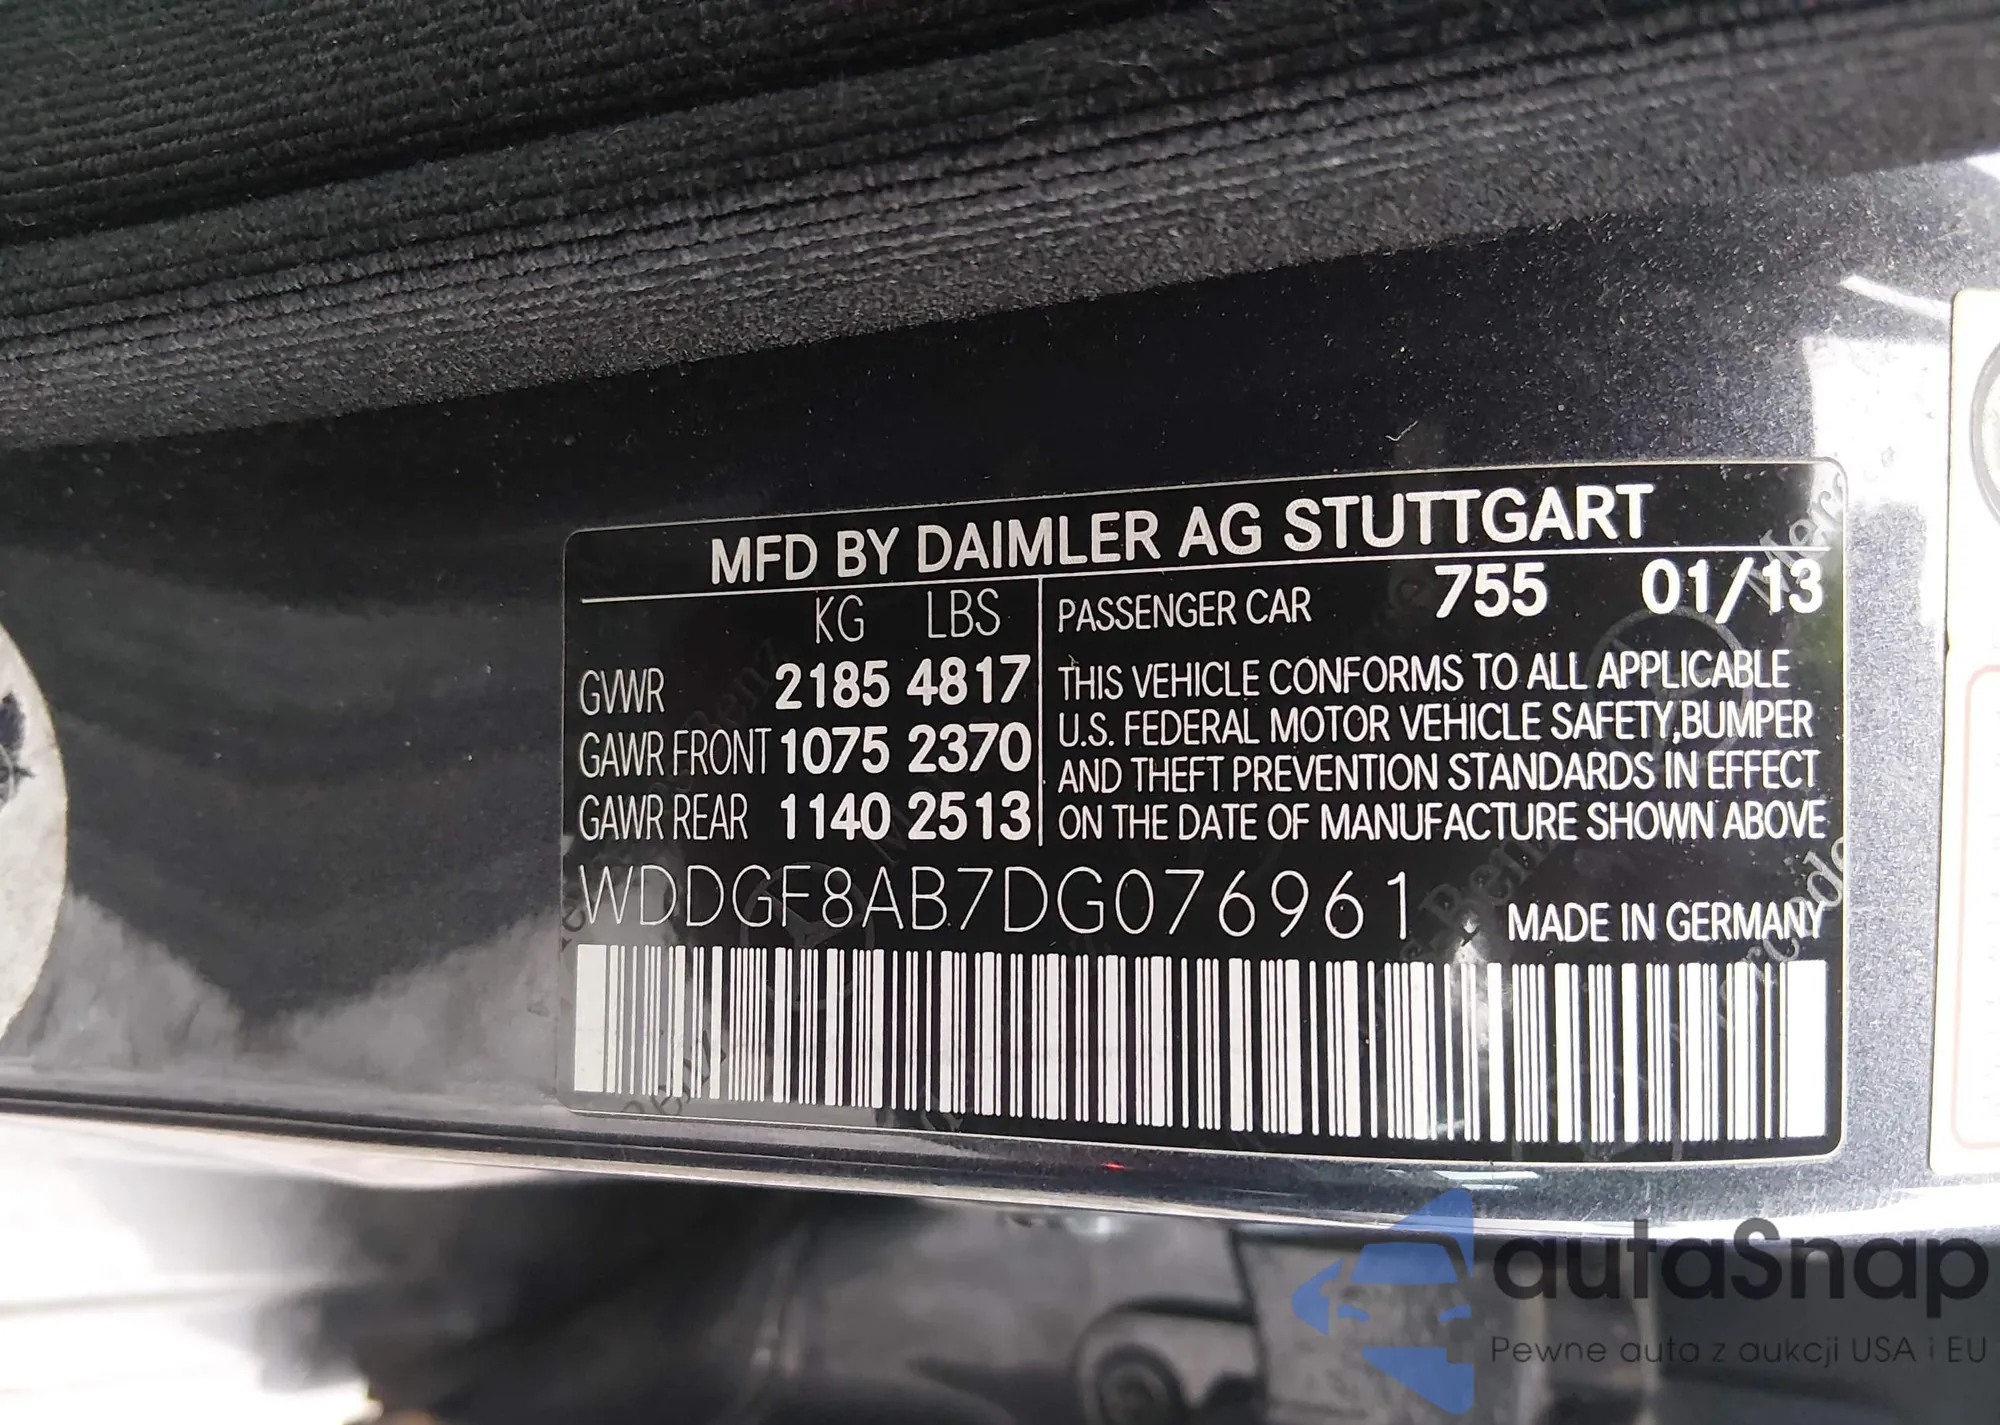 MFD BY DAIMLER AG STUTTGART
KG LBS
GVWR 2185 4817
GAWR FRONT 1075 2370
GAWR REAR 1140 2513
PASSENGER CAR 755 01/13
THIS VEHICLE CONFORMS TO ALL APPLICABLE
U.S. FEDERAL MOTOR VEHICLE SAFETY,BUMPER
AND THEFT PREVENTION STANDARDS IN EFFECT
ON THE DATE OF MANUFACTURE SHOWN ABOVE
WDDGF8AB7DG076961
MADE IN GERMANY
autaSnap
Pewne auta z aukcji USA i EU